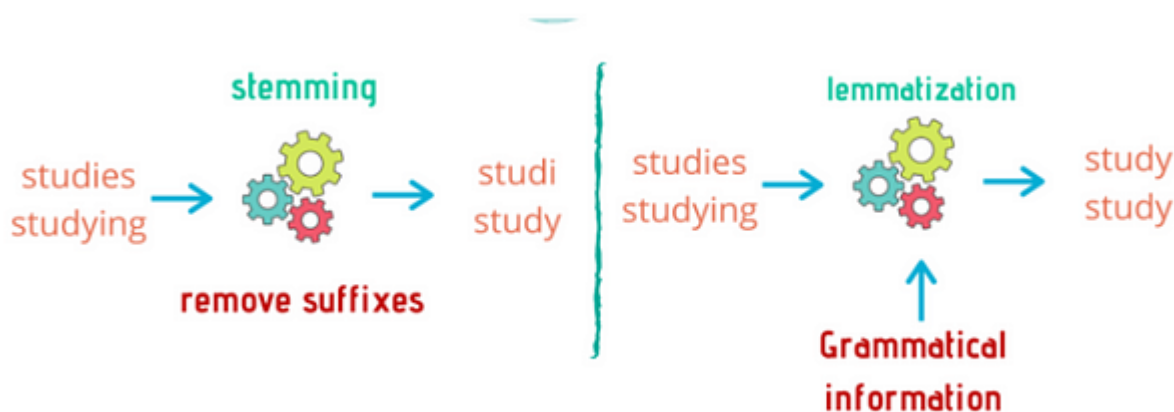 stemming
studies
studying
studi
study
remove suffixes
lemmatization
studies
studying
study
study
Grammatical
information